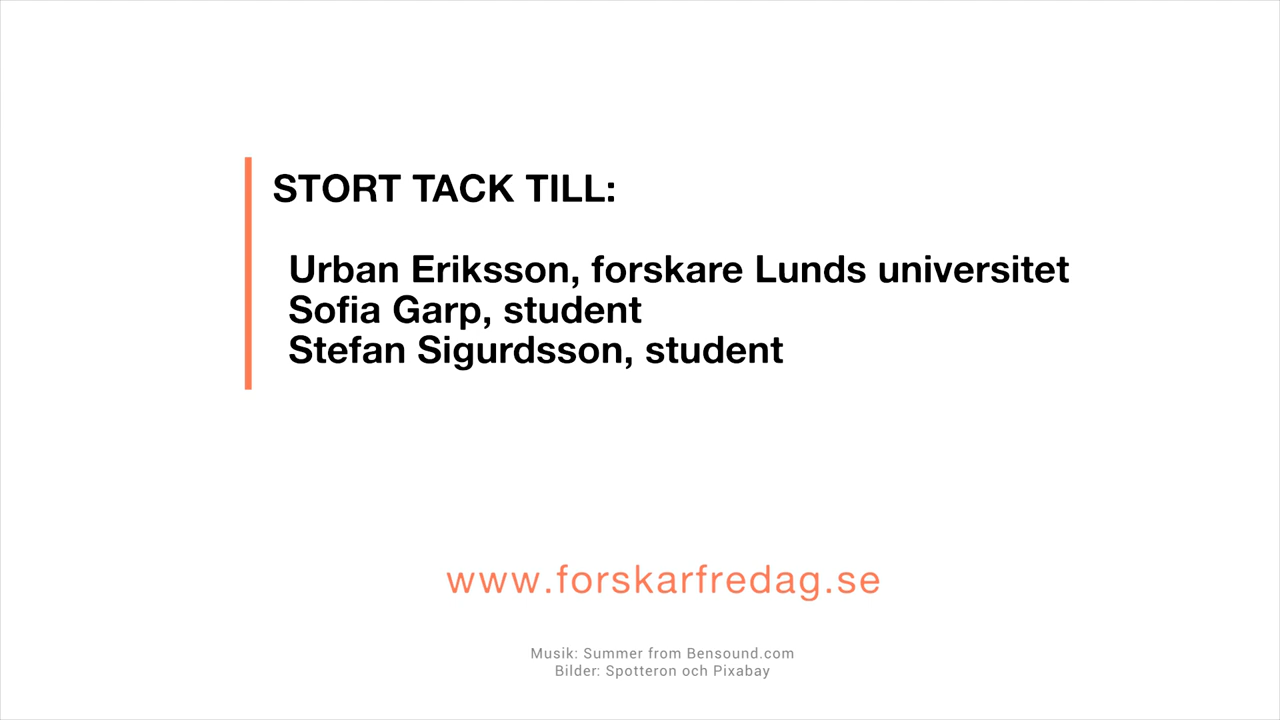 STORT TACK TILL:
Urban Eriksson, forskare Lunds universitet
Sofia Garp, student
Stefan Sigurdsson, student
www.forskarfredag.se
Musik: Summer from Bensound.com
Bilder: Spotteron och Pixabay